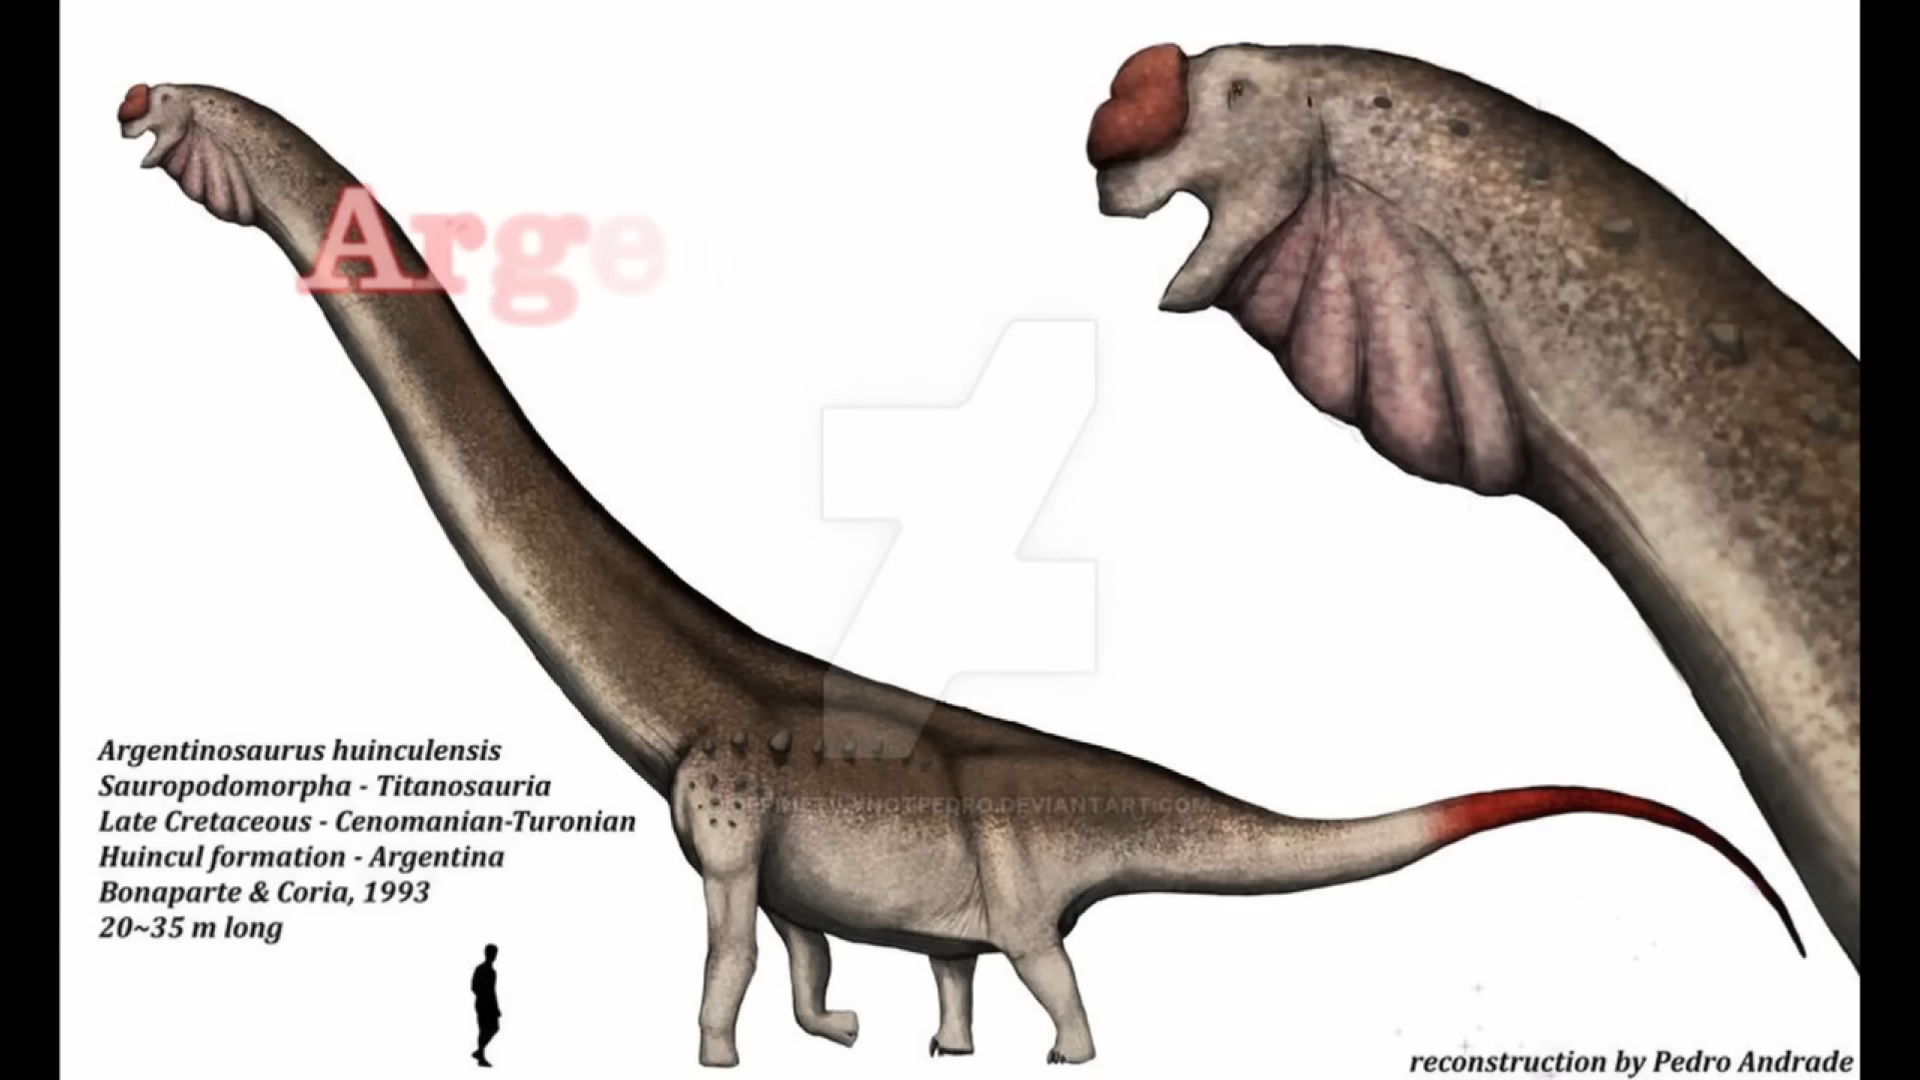 Argen
Argentinosaurus huinculensis
Sauropodomorpha - Titanosauria
Late Cretaceous - Cenomanian-Turonian
Huincul formation - Argentina
Bonaparte & Coria, 1993
20~35 m long
reconstruction by Pedro Andrade